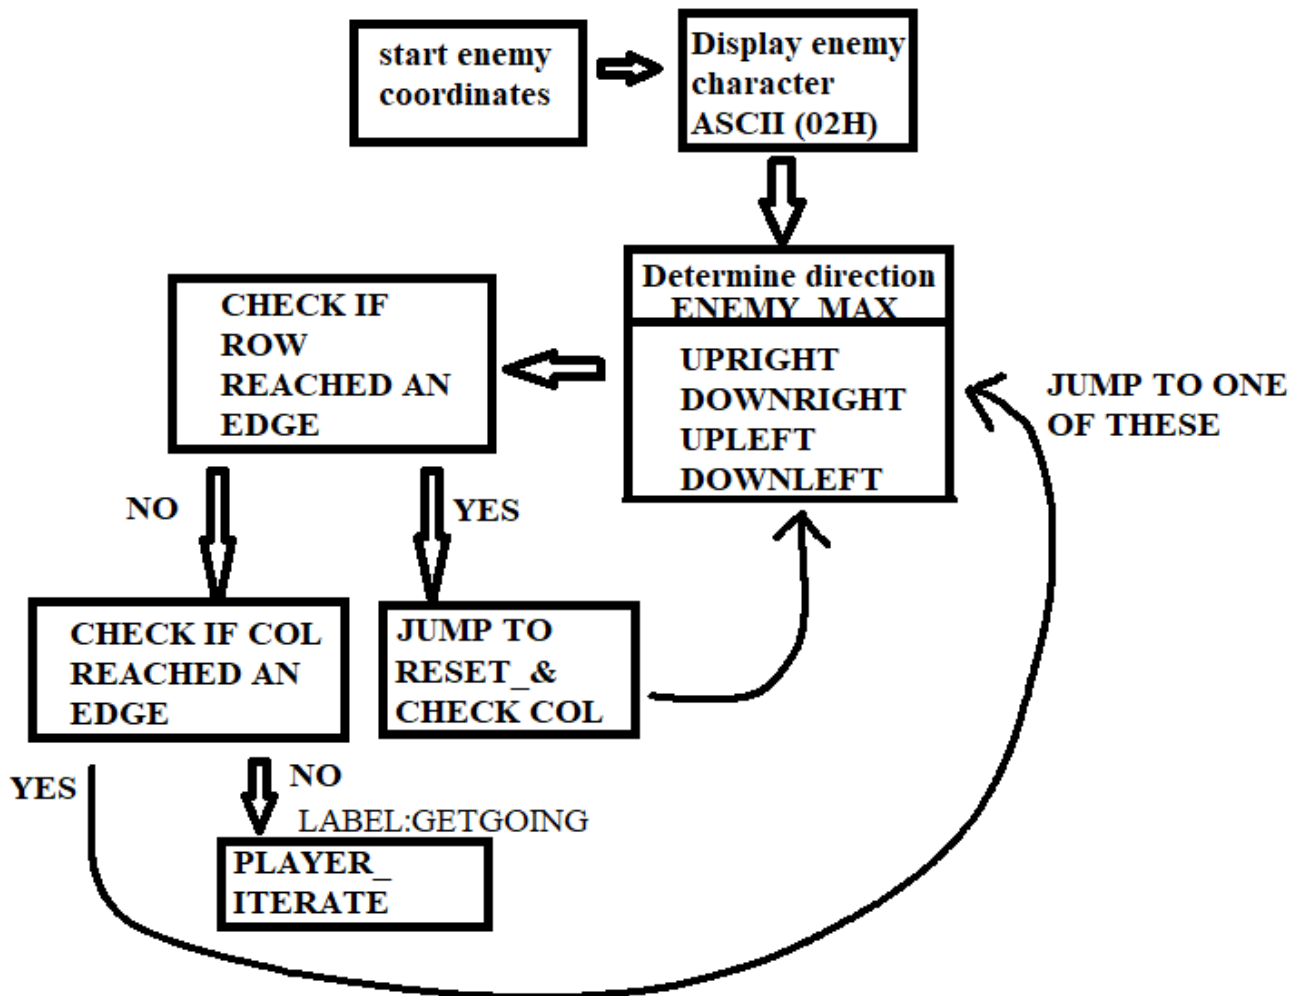 start enemy
coordinates
Display enemy
character
ASCII (02H)
Determine direction
ENEMY_MAX
UPRIGHT
DOWNRIGHT
UPLEFT
DOWNLEFT
JUMP TO ONE
OF THESE
CHECK IF
ROW
REACHED AN
EDGE
NO
YES
CHECK IF COL
REACHED AN
EDGE
JUMP TO
RESET_&
CHECK COL
YES
NO
LABEL:GETGOING
PLAYER_
ITERATE